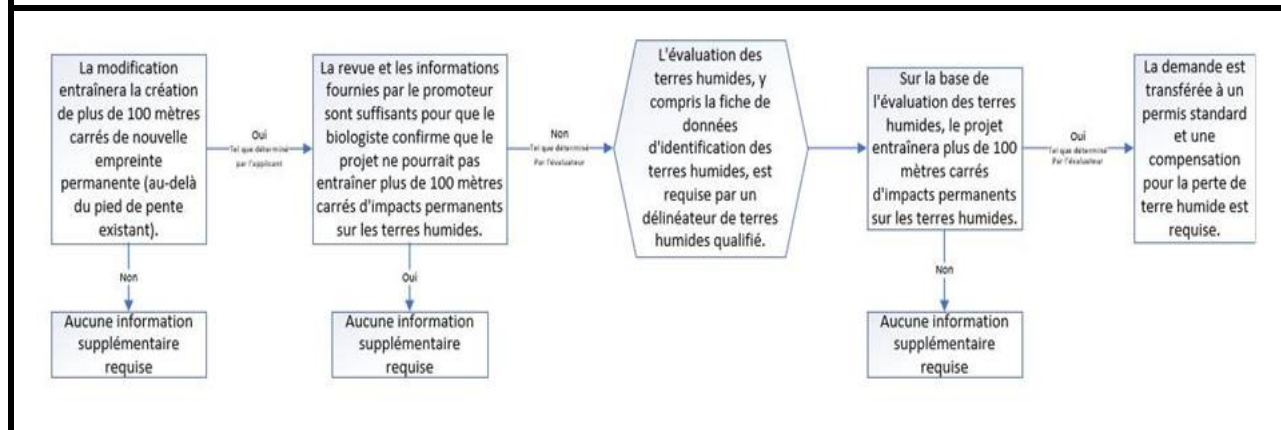 La modification
entraînera la création
de plus de 100 mètres
carrés de nouvelle
empreinte
permanente (au-delà
du pied de pente
existant).
Oui
Tel que déterminé
par l'applicant
Non
Aucune information
supplémentaire
requise
La revue et les informations
fournies par le promoteur
sont suffisants pour que le
biologiste confirme que le
projet ne pourrait pas
entraîner plus de 100 mètres
carrés d'impacts permanents
sur les terres humides.
Non
Tel que déterminé
Par l'évaluateur
Oui
Aucune information
supplémentaire
requise
L'évaluation des
terres humides, y
compris la fiche de
données
d'identification des
terres humides, est
requise par un
délinéateur de terres
humides qualifié.
Sur la base de
l'évaluation des terres
humides, le projet
entraînera plus de 100
mètres carrés
d'impacts permanents
sur les terres humides.
Oui
Tel que déterminé
Par l'évaluateur
Non
Aucune information
supplémentaire
requise
La demande est
transférée à un
permis standard
et une
compensation
pour la perte de
terre humide est
requise.